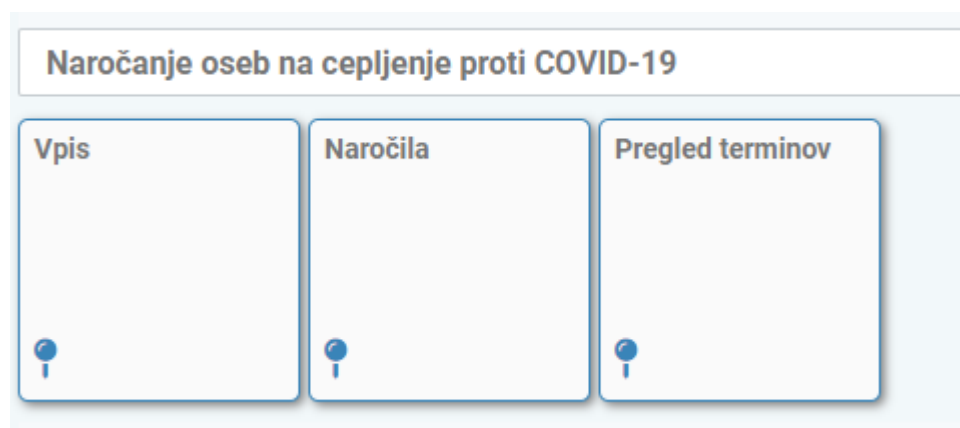 Naročanje oseb na cepljenje proti COVID-19
Vpis
Naročila
Pregled terminov